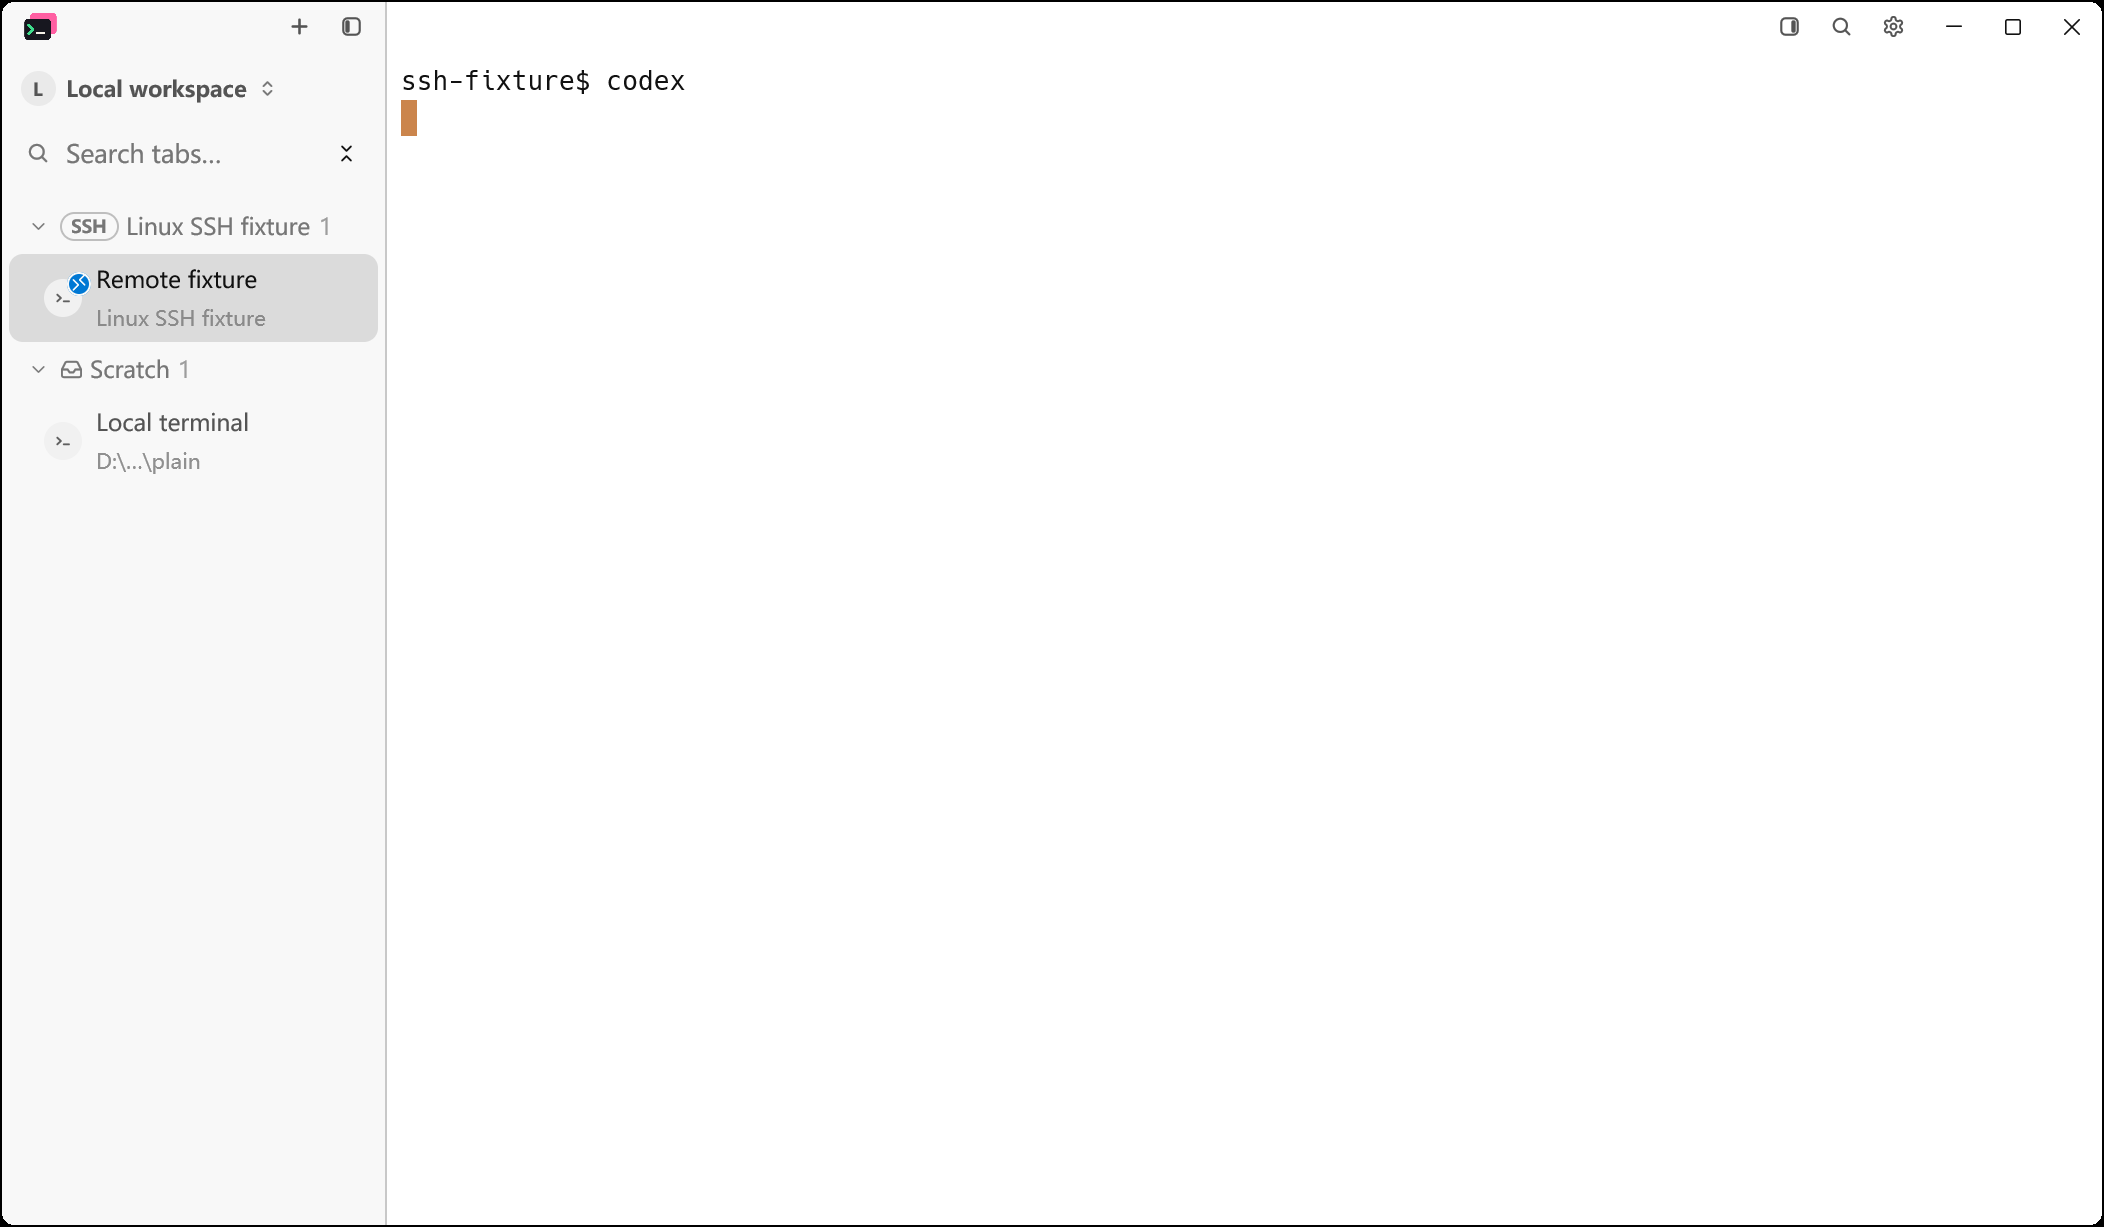 L Local workspace
Search tabs...
SSH Linux SSH fixture 1
Remote fixture
Linux SSH fixture
Scratch 1
Local terminal
D:\...\plain
ssh-fixture$ codex